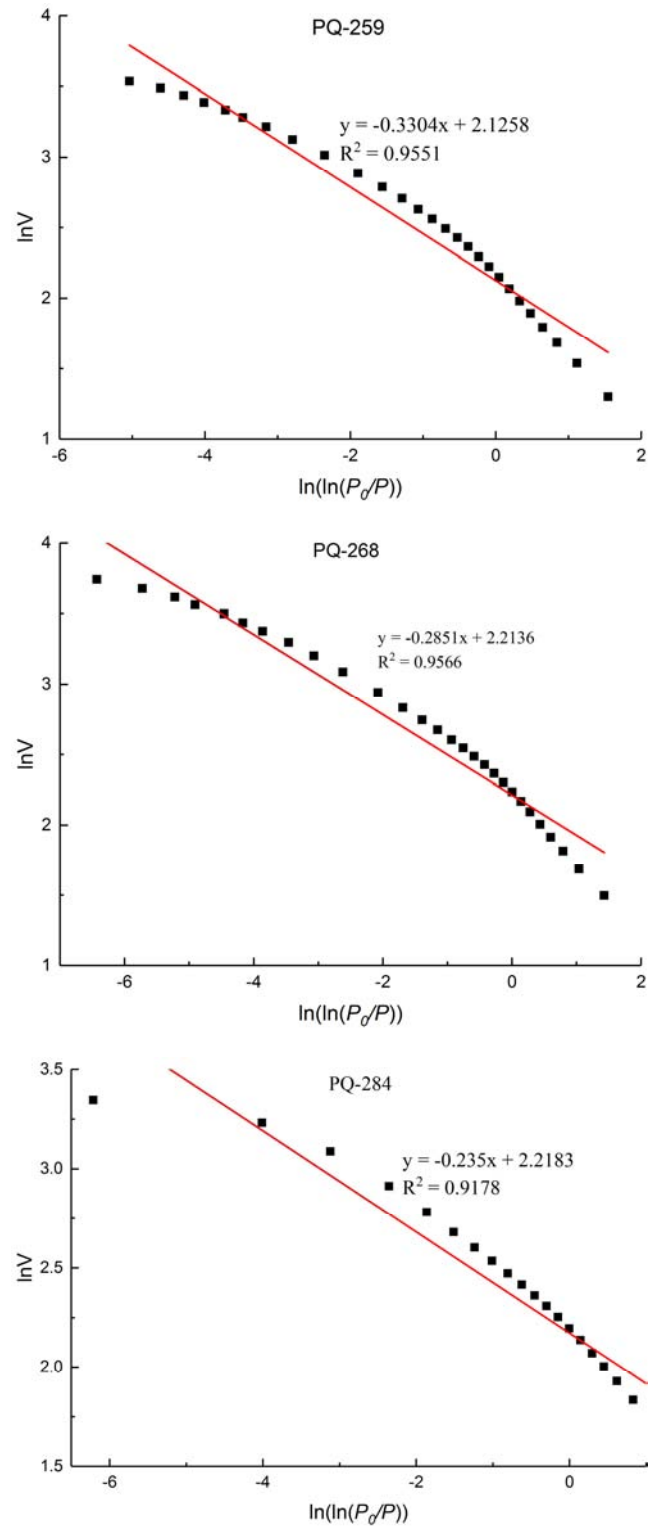 PQ-259
4
3
2
1
lnV
y = -0.3304x + 2.1258
R² = 0.9551
-6 -4 -2 0 2
ln(ln(P₀/P))
PQ-268
4
3
2
1
lnV
y = -0.2851x + 2.2136
R² = 0.9566
-6 -4 -2 0 2
ln(ln(P₀/P))
PQ-284
3.5
3.0
2.5
2.0
1.5
lnV
y = -0.235x + 2.2183
R² = 0.9178
-6 -4 -2 0
ln(ln(P₀/P))